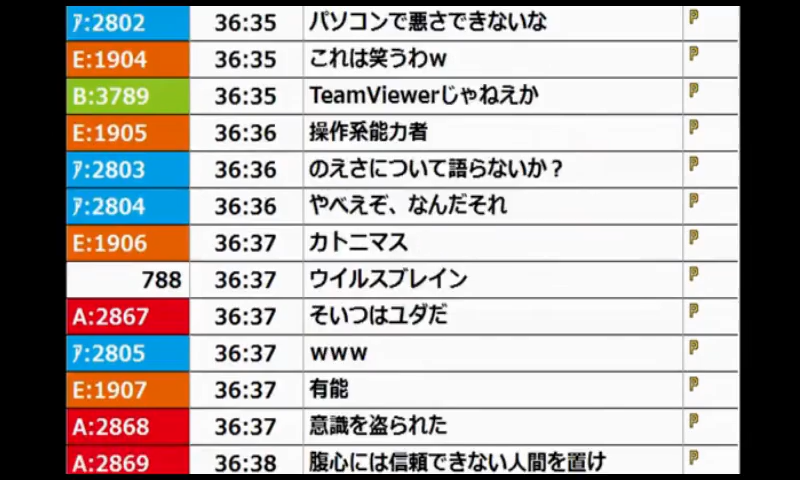 ｱ:2802 36:35 パソコンで悪さできないな P
E:1904 36:35 これは笑うわw P
B:3789 36:35 TeamViewerじゃねえか P
E:1905 36:36 操作系能力者 P
ｱ:2803 36:36 のえさについて語らないか？ P
ｱ:2804 36:36 やべえぞ、なんだそれ P
E:1906 36:37 カトニマス P
788 36:37 ウイルスブレイン P
A:2867 36:37 そいつはユダだ P
ｱ:2805 36:37 www P
E:1907 36:37 有能 P
A:2868 36:37 意識を盗られた P
A:2869 36:38 腹心には信頼できない人間を置け P